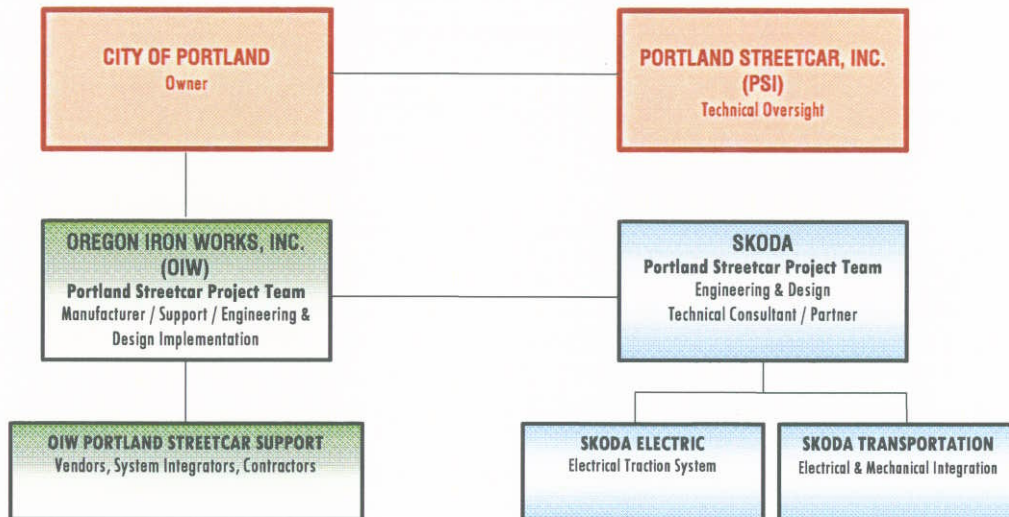 CITY OF PORTLAND
Owner
PORTLAND STREETCAR, INC.
(PSI)
Technical Oversight
OREGON IRON WORKS, INC.
(OIW)
Portland Streetcar Project Team
Manufacturer / Support / Engineering &
Design Implementation
SKODA
Portland Streetcar Project Team
Engineering & Design
Technical Consultant / Partner
OIW PORTLAND STREETCAR SUPPORT
Vendors, System Integrators, Contractors
SKODA ELECTRIC
Electrical Traction System
SKODA TRANSPORTATION
Electrical & Mechanical Integration